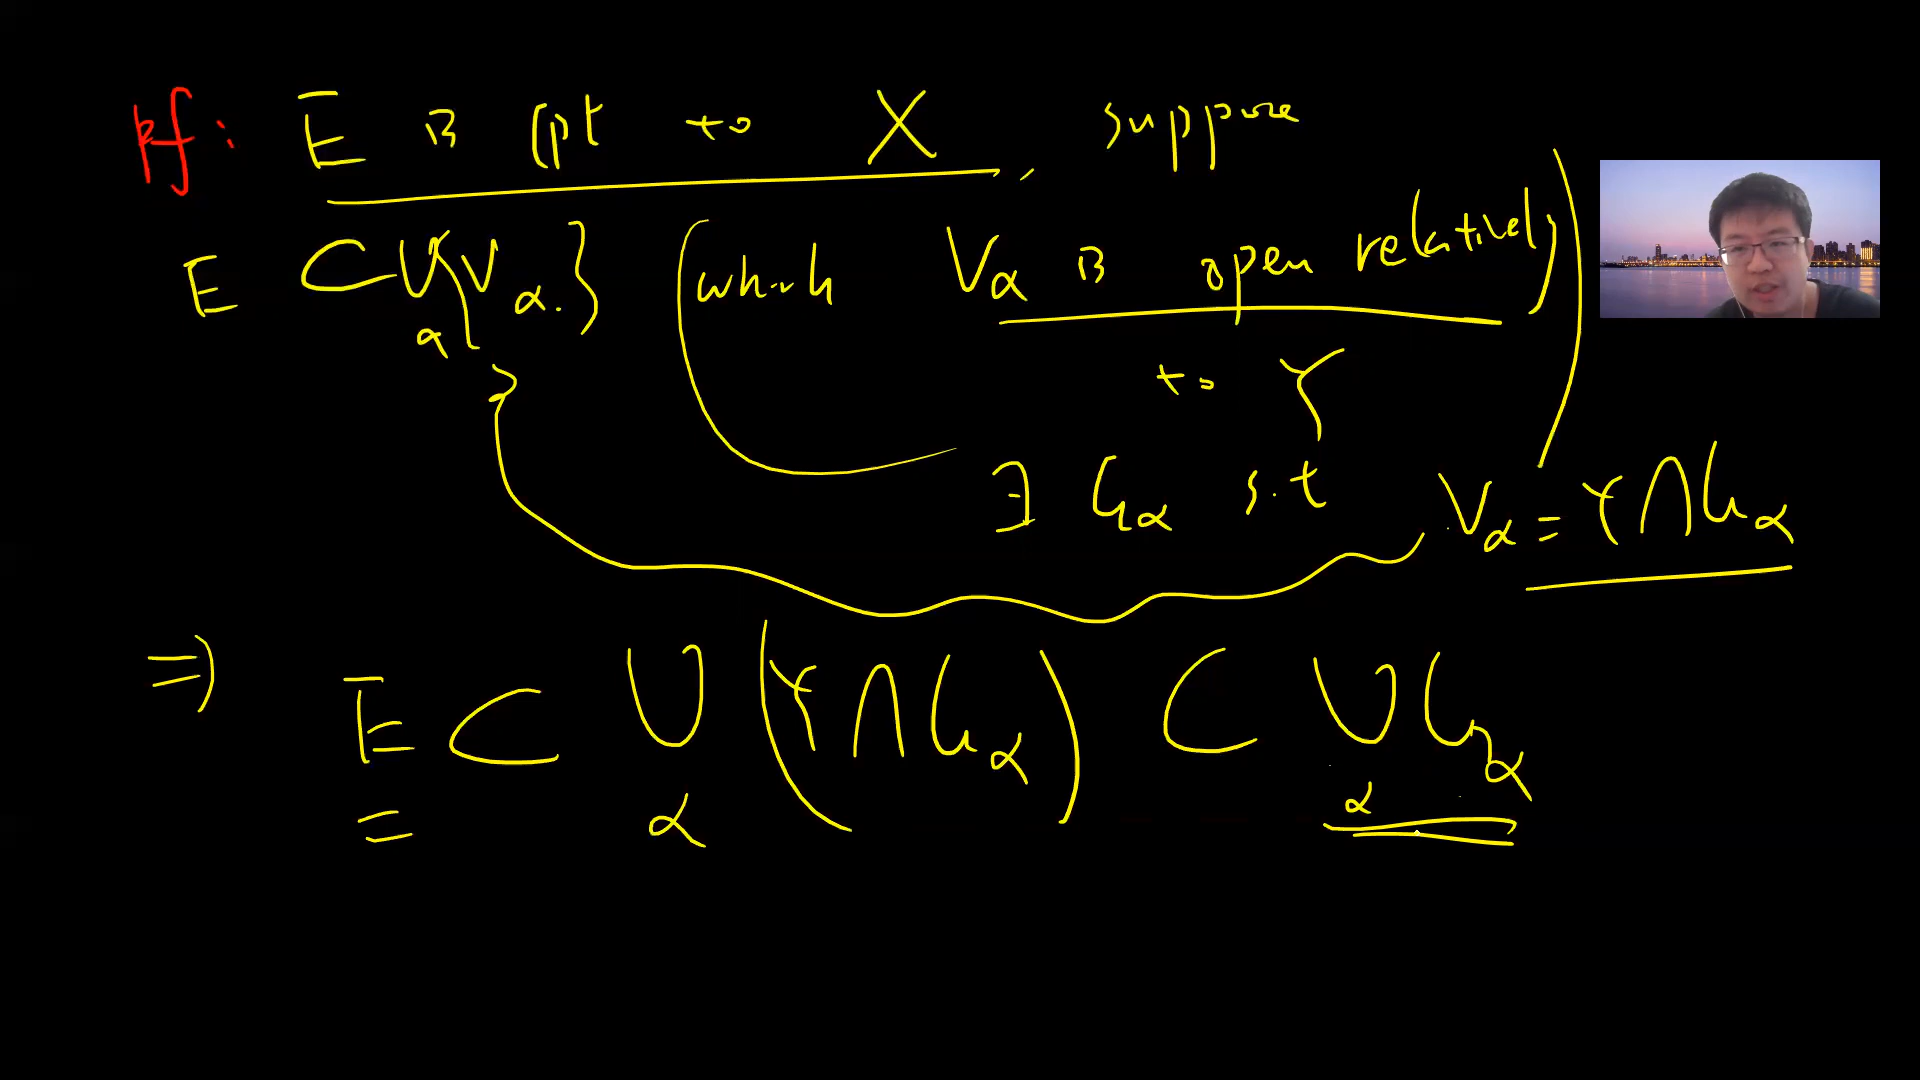 pf: E is cpt to X, suppose
E ⊂ ∪_α {V_α} (which V_α is open relatively
to Y
∃ G_α s.t V_α = Y ∩ G_α
⇒ E ⊂ ∪_α (Y ∩ G_α) ⊂ ∪_α G_α